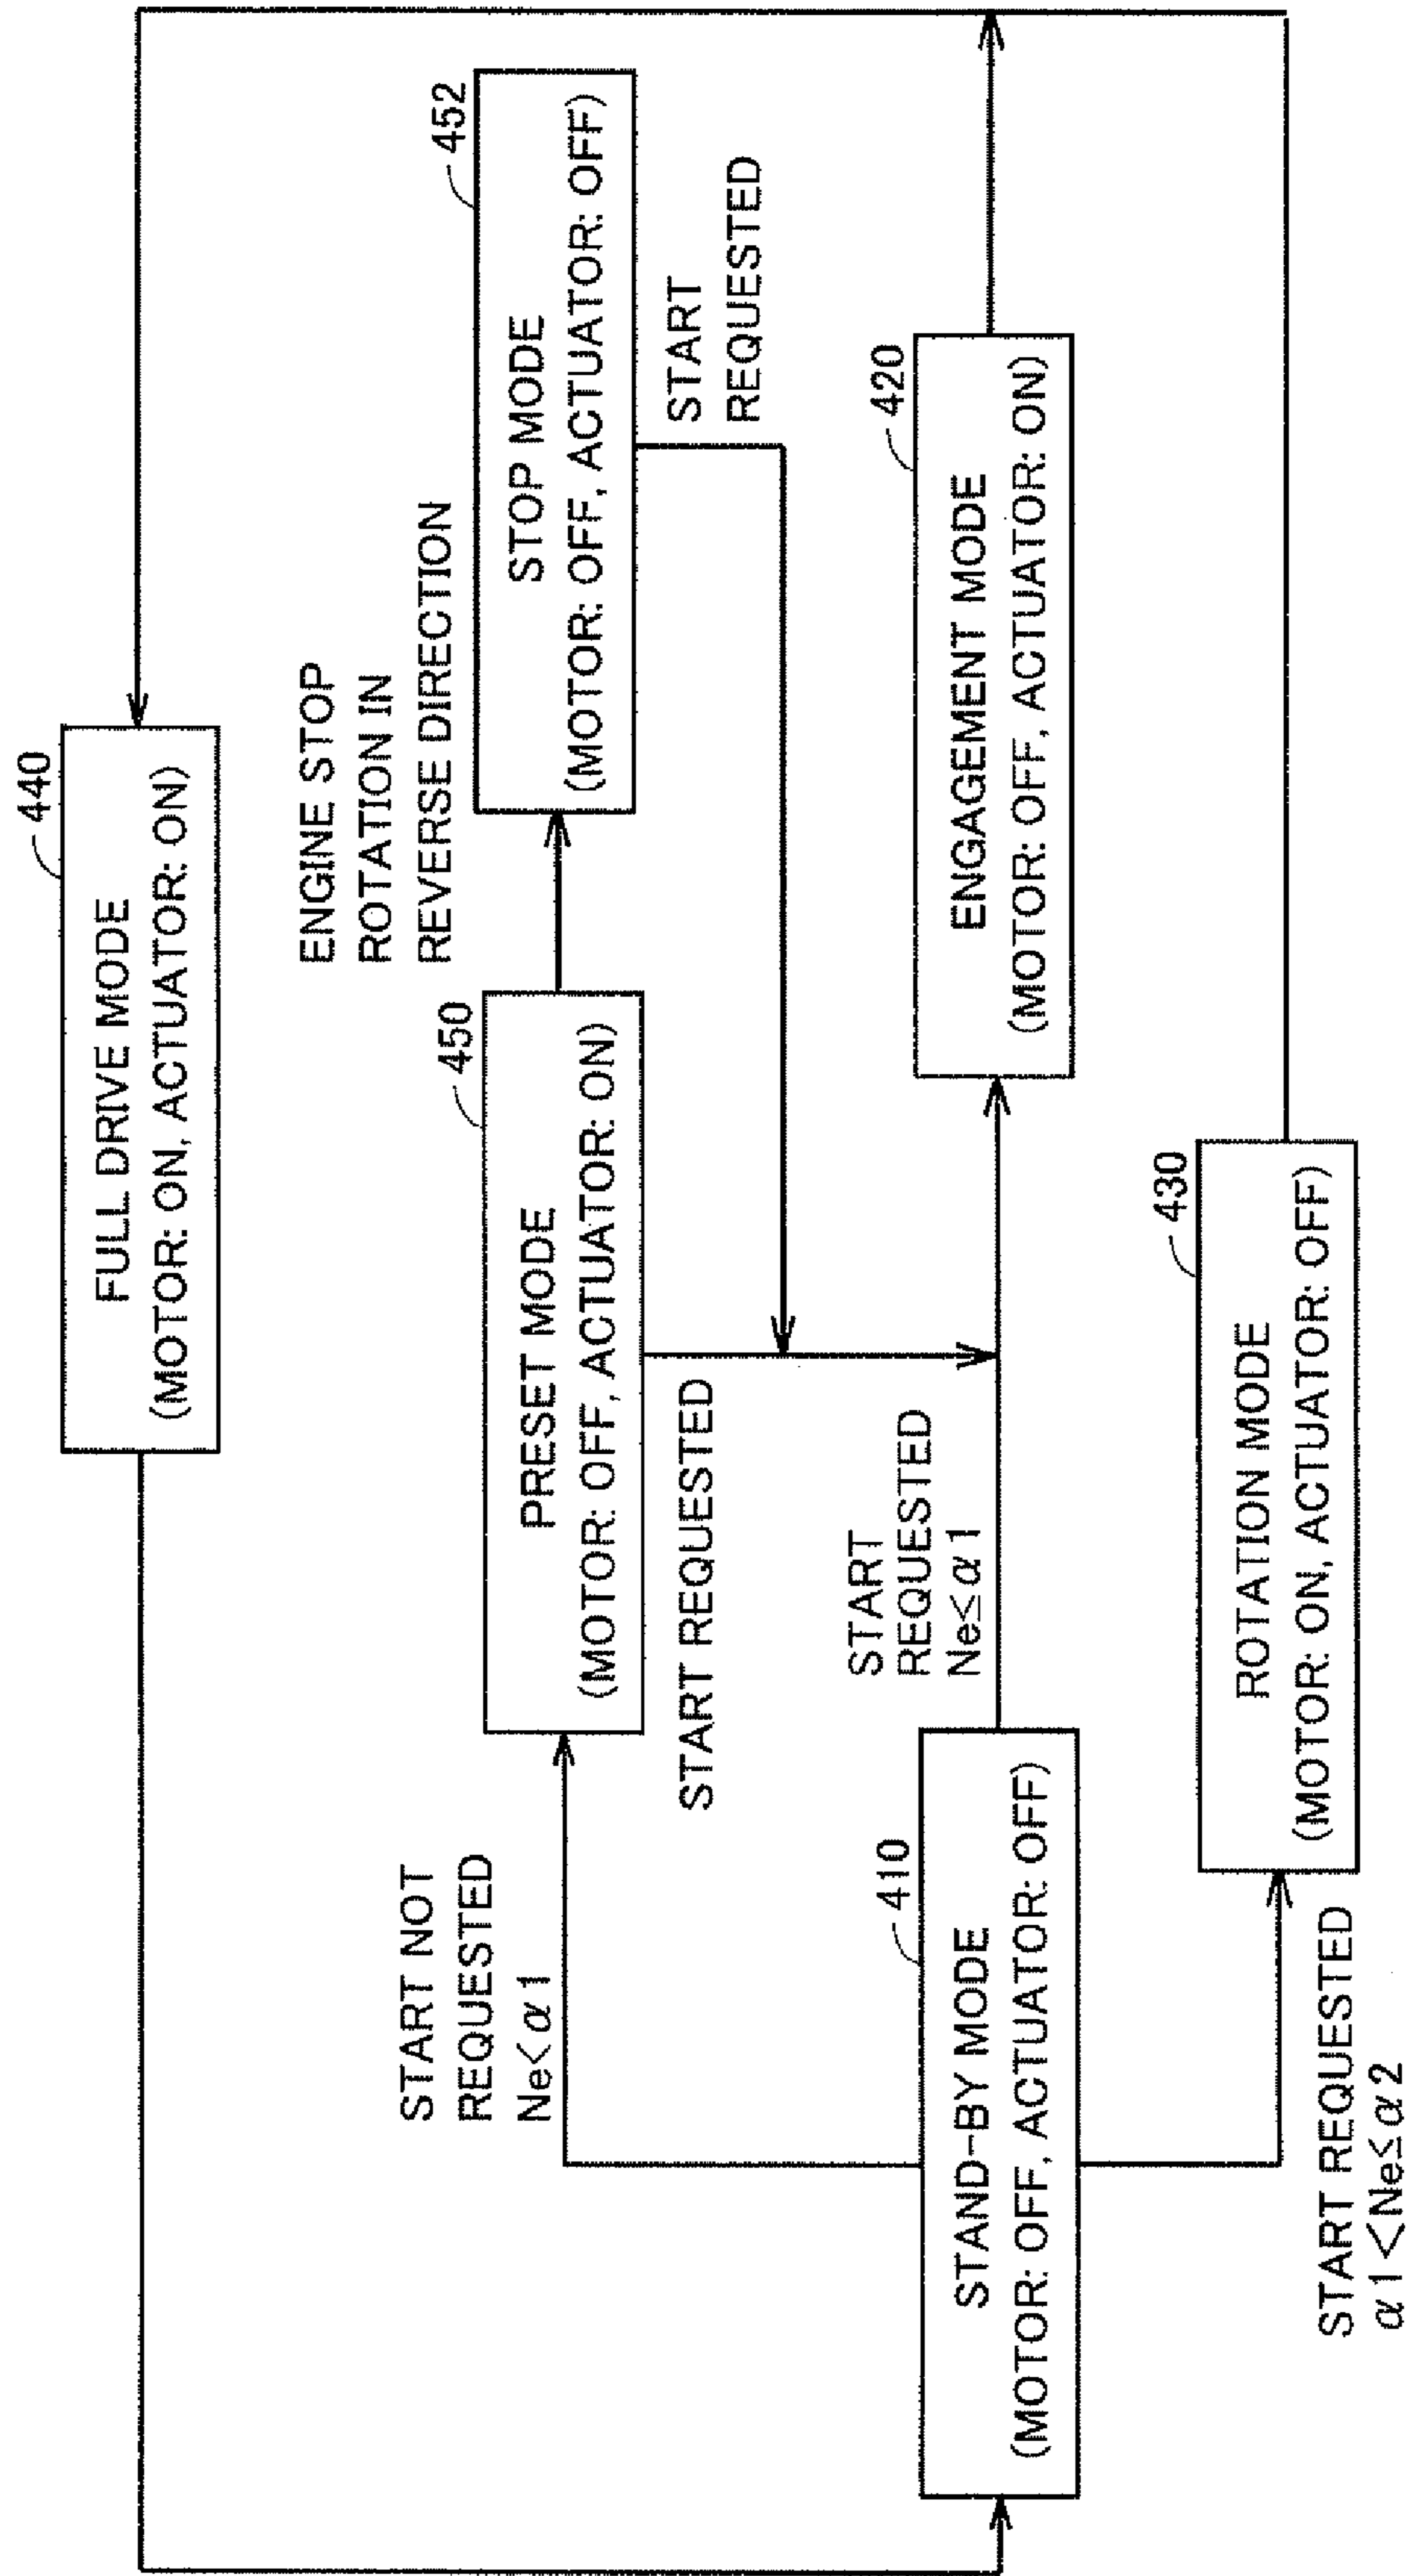 440
FULL DRIVE MODE
(MOTOR: ON, ACTUATOR: ON)
START NOT
REQUESTED
Ne<α1
450
PRESET MODE
(MOTOR: OFF, ACTUATOR: ON)
ENGINE STOP
ROTATION IN
REVERSE DIRECTION
452
STOP MODE
(MOTOR: OFF, ACTUATOR: OFF)
START REQUESTED
START
REQUESTED
410
STAND-BY MODE
(MOTOR: OFF, ACTUATOR: OFF)
START
REQUESTED
Ne≤α1
420
ENGAGEMENT MODE
(MOTOR: OFF, ACTUATOR: ON)
START REQUESTED
α1<Ne≤α2
430
ROTATION MODE
(MOTOR: ON, ACTUATOR: OFF)